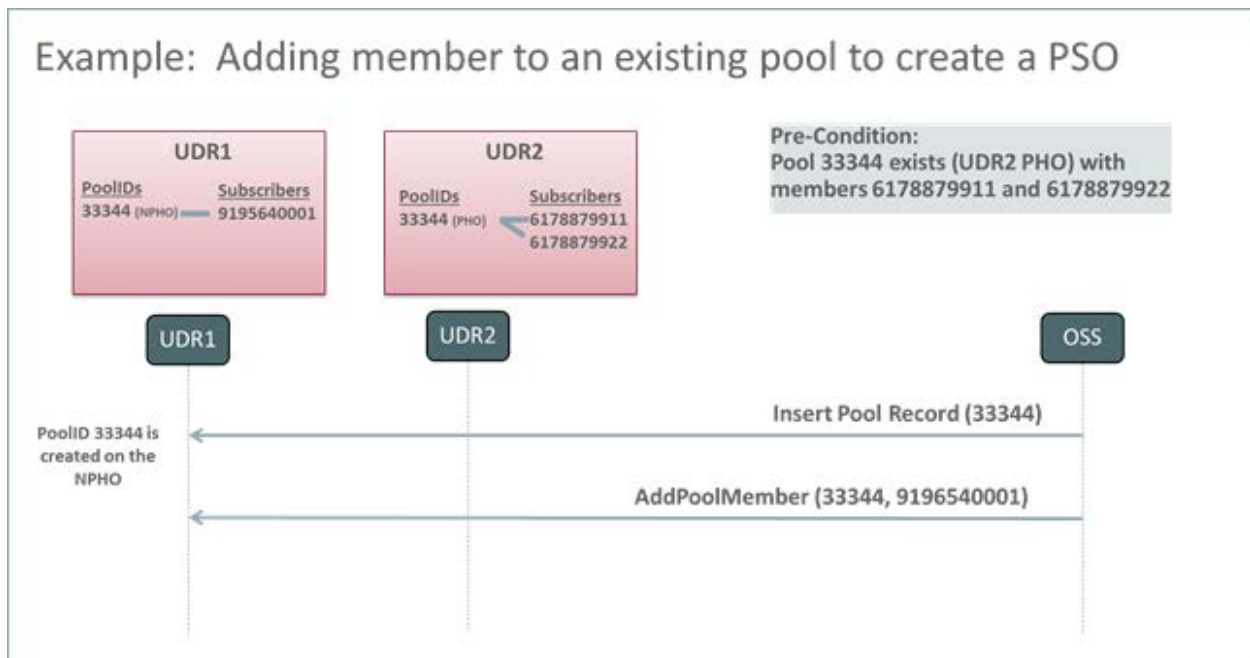 Example: Adding member to an existing pool to create a PSO
UDR1
PoolIDs Subscribers
33344 (NPHO) 9195640001
UDR2
PoolIDs Subscribers
33344 (PHO) 6178879911
6178879922
Pre-Condition:
Pool 33344 exists (UDR2 PHO) with
members 6178879911 and 6178879922
UDR1
UDR2
OSS
Insert Pool Record (33344)
PoolID 33344 is
created on the
NPHO
AddPoolMember (33344, 9196540001)